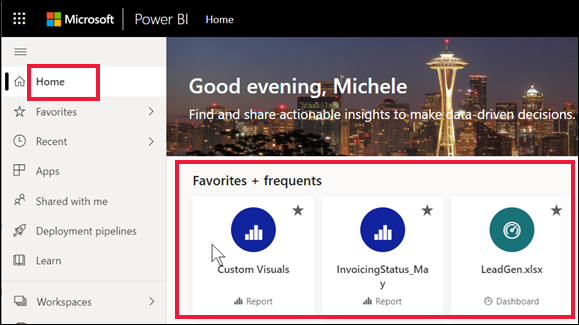 Microsoft Power BI Home
Home
Good evening, Michele
Find and share actionable insights to make data-driven decisions.
Favorites
Recent
Apps
Shared with me
Deployment pipelines
Learn
Workspaces
Favorites + frequents
Custom Visuals
Report
InvoicingStatus_Ma
y
Report
LeadGen.xlsx
Dashboard